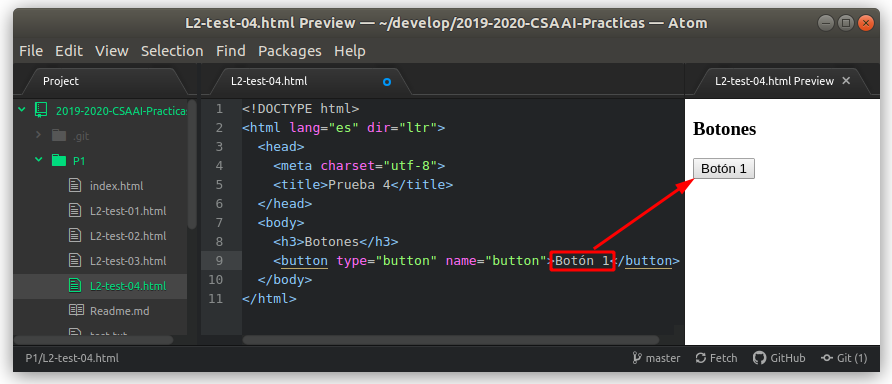 L2-test-04.html Preview — ~/develop/2019-2020-CSAAI-Practicas — Atom
File Edit View Selection Find Packages Help
Project
L2-test-04.html
L2-test-04.html Preview
2019-2020-CSAAI-Practicas
.git
P1
index.html
L2-test-01.html
L2-test-02.html
L2-test-03.html
L2-test-04.html
Readme.md
test.txt
1 <!DOCTYPE html>
2 <html lang="es" dir="ltr">
3 <head>
4 <meta charset="utf-8">
5 <title>Prueba 4</title>
6 </head>
7 <body>
8 <h3>Botones</h3>
9 <button type="button" name="button">Botón 1</button>
10 </body>
11 </html>
Botones
Botón 1
P1/L2-test-04.html
master Fetch GitHub Git (1)